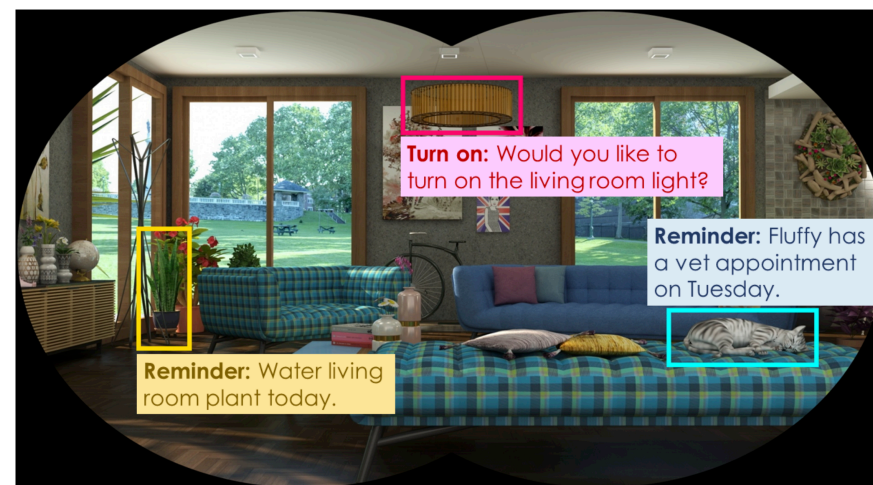 Turn on: Would you like to
turn on the living room light?
Reminder: Fluffy has
a vet appointment
on Tuesday.
Reminder: Water living
room plant today.